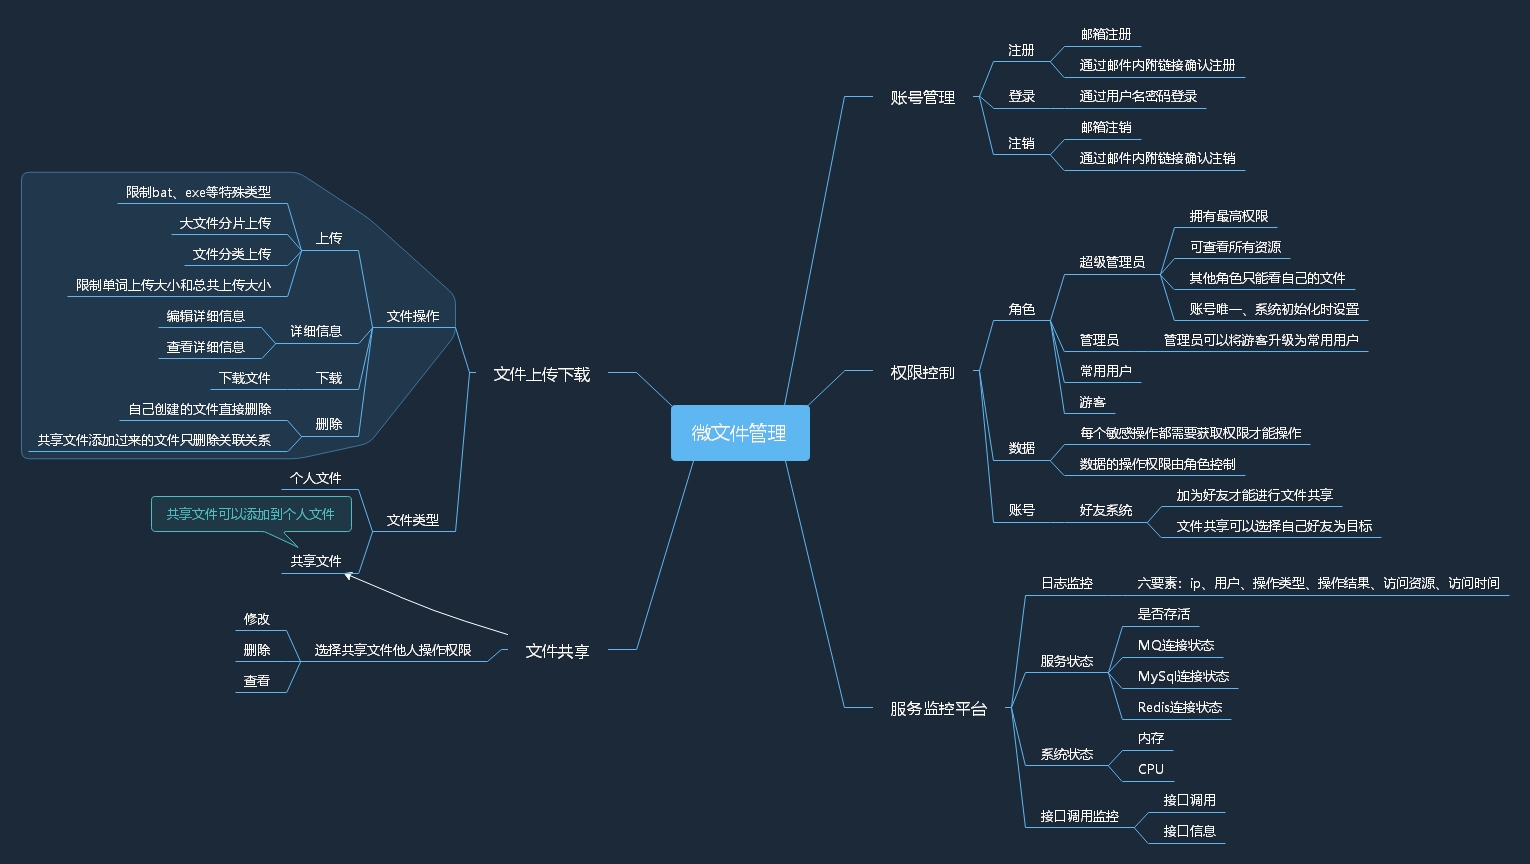 微文件管理
账号管理
注册
邮箱注册
通过邮件内附链接确认注册
登录
通过用户名密码登录
注销
邮箱注销
通过邮件内附链接确认注销
权限控制
角色
超级管理员
拥有最高权限
可查看所有资源
其他角色只能看自己的文件
账号唯一、系统初始化时设置
管理员
管理员可以将游客升级为常用用户
常用用户
游客
数据
每个敏感操作都需要获取权限才能操作
数据的操作权限由角色控制
账号
好友系统
加为好友才能进行文件共享
文件共享可以选择自己好友为目标
服务监控平台
日志监控
六要素：ip、用户、操作类型、操作结果、访问资源、访问时间
服务状态
是否存活
MQ连接状态
MySql连接状态
Redis连接状态
系统状态
内存
CPU
接口调用监控
接口调用
接口信息
文件上传下载
文件操作
上传
限制bat、exe等特殊类型
大文件分片上传
文件分类上传
限制单词上传大小和总共上传大小
详细信息
编辑详细信息
查看详细信息
下载
下载文件
删除
自己创建的文件直接删除
共享文件添加过来的文件只删除关联关系
文件类型
个人文件
共享文件可以添加到个人文件
共享文件
文件共享
选择共享文件他人操作权限
修改
删除
查看